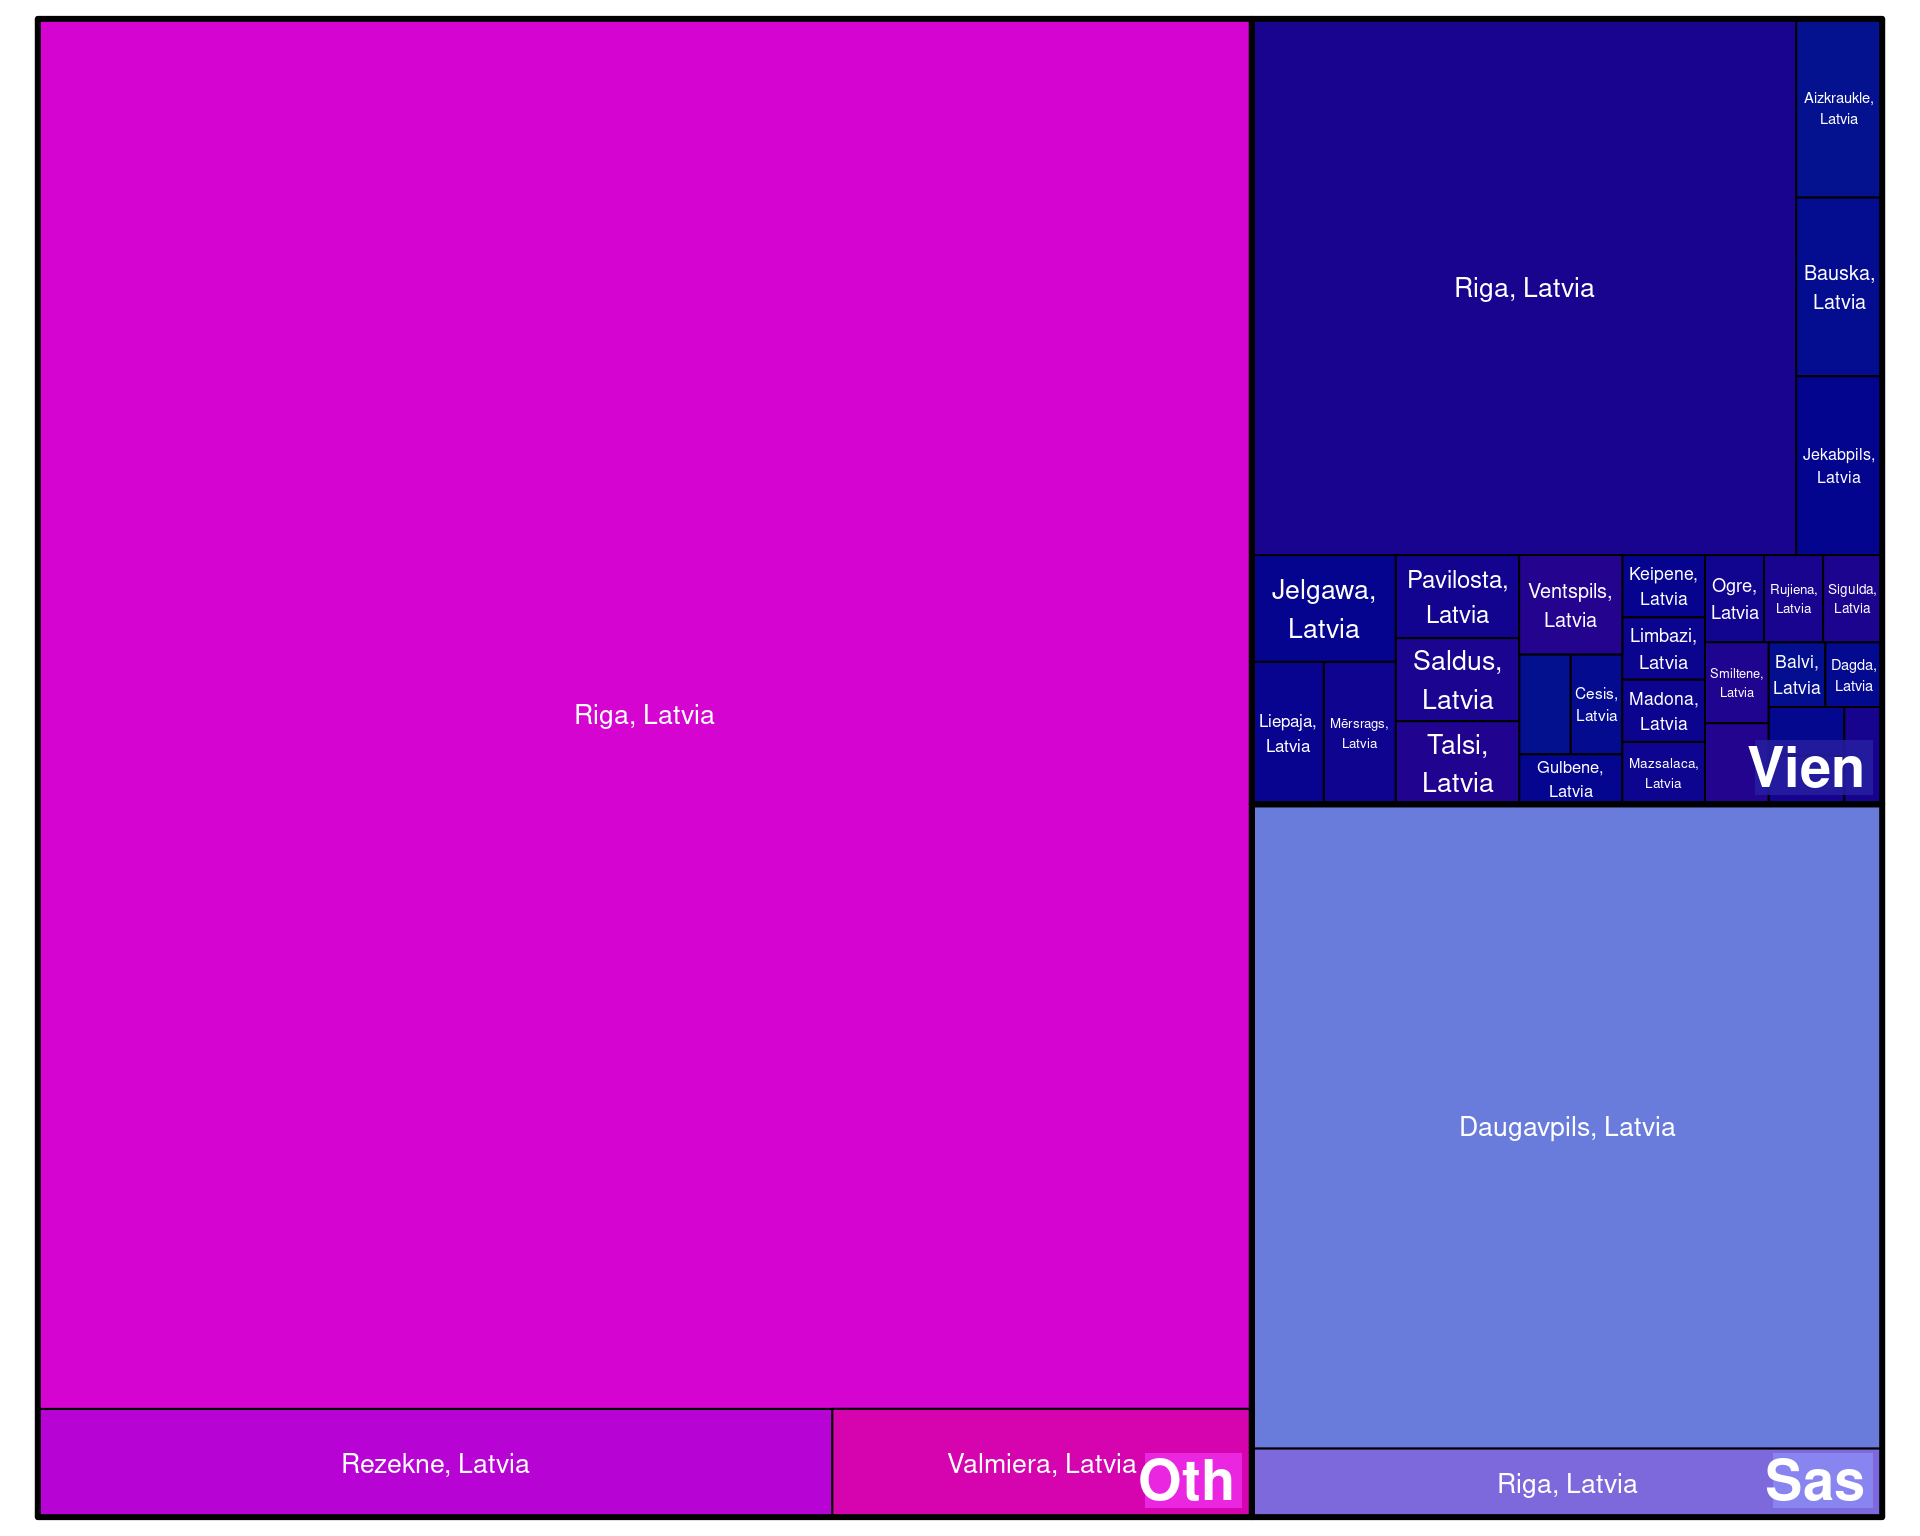 Riga, Latvia
Rezekne, Latvia
Valmiera, Latvia
Oth
Riga, Latvia
Aizkraukle,
Latvia
Bauska,
Latvia
Jekabpils,
Latvia
Jelgawa,
Latvia
Liepaja,
Latvia
Mērsrags,
Latvia
Pavilosta,
Latvia
Saldus,
Latvia
Talsi,
Latvia
Ventspils,
Latvia
Cesis,
Latvia
Gulbene,
Latvia
Keipene,
Latvia
Limbazi,
Latvia
Madona,
Latvia
Mazsalaca,
Latvia
Ogre,
Latvia
Rujiena,
Latvia
Sigulda,
Latvia
Smiltene,
Latvia
Balvi,
Latvia
Dagda,
Latvia
Vien
Daugavpils, Latvia
Riga, Latvia
Sas